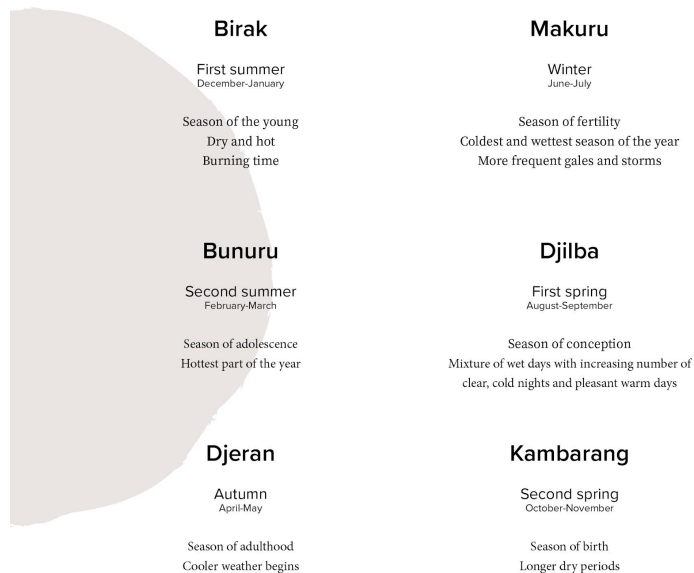 Birak
First summer
December-January
Season of the young
Dry and hot
Burning time
Bunuru
Second summer
February-March
Season of adolescence
Hottest part of the year
Djeran
Autumn
April-May
Season of adulthood
Cooler weather begins
Makuru
Winter
June-July
Season of fertility
Coldest and wettest season of the year
More frequent gales and storms
Djilba
First spring
August-September
Season of conception
Mixture of wet days with increasing number of
clear, cold nights and pleasant warm days
Kambarang
Second spring
October-November
Season of birth
Longer dry periods